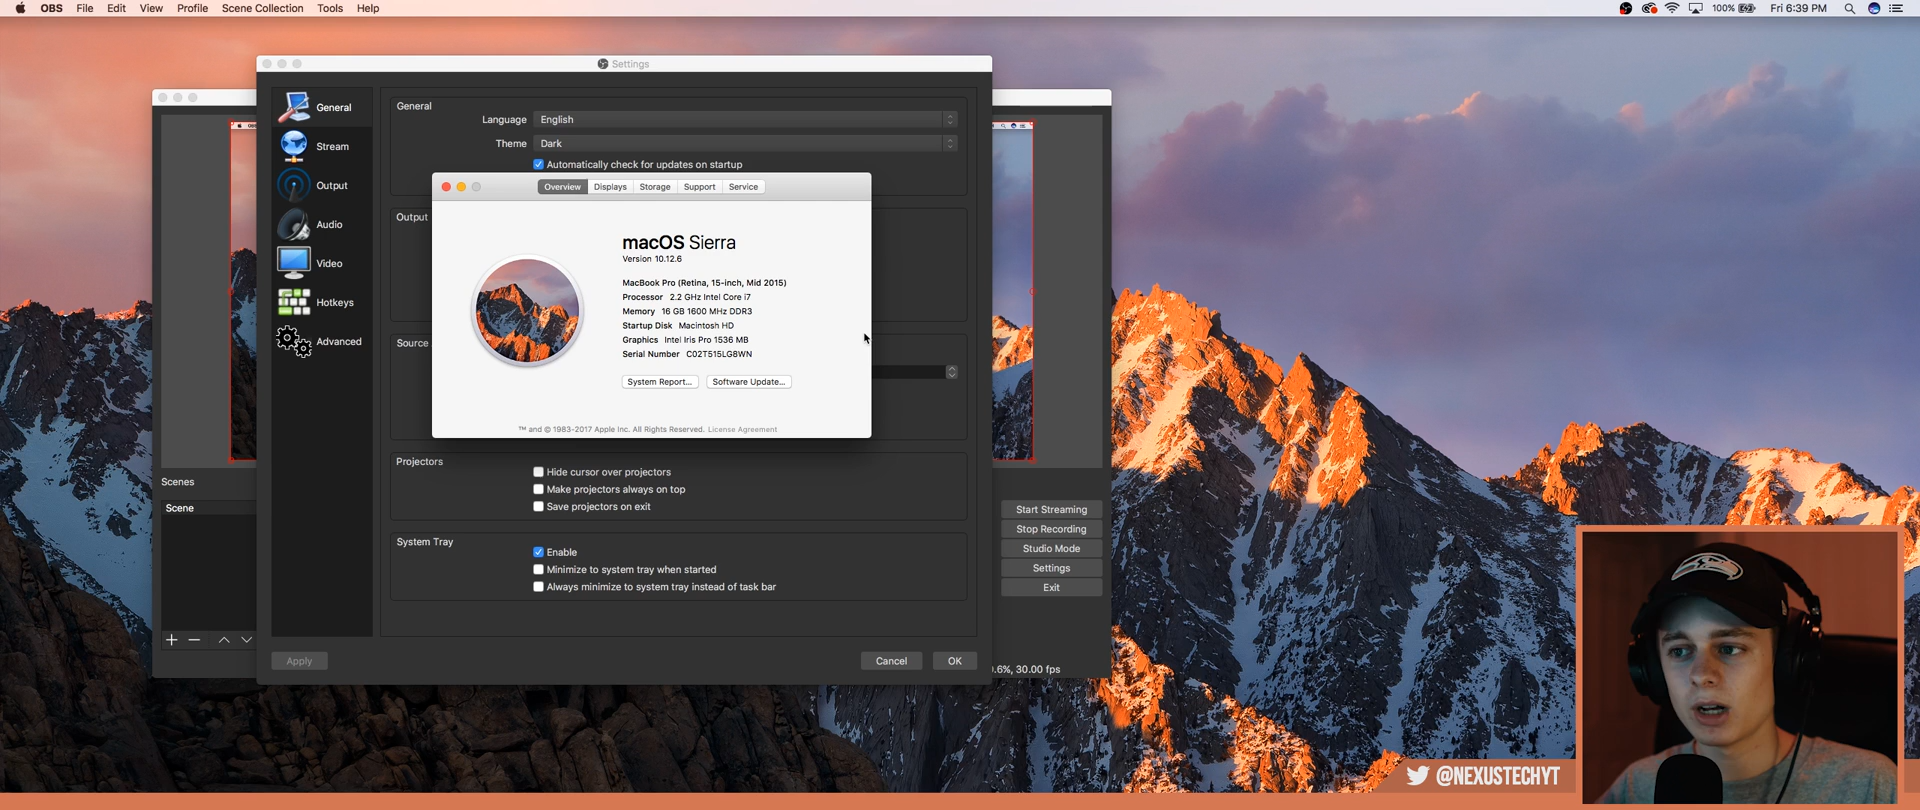 OBS File Edit View Profile Scene Collection Tools Help
100% Fri 6:39 PM
Settings
General
Stream
Output
Audio
Video
Hotkeys
Advanced
General
Language English
Theme Dark
Automatically check for updates on startup
Output
Source
Overview Displays Storage Support Service
macOS Sierra
Version 10.12.6
MacBook Pro (Retina, 15-inch, Mid 2015)
Processor 2.2 GHz Intel Core i7
Memory 16 GB 1600 MHz DDR3
Startup Disk Macintosh HD
Graphics Intel Iris Pro 1536 MB
Serial Number C02T515LG8WN
System Report... Software Update...
™ and © 1983-2017 Apple Inc. All Rights Reserved. License Agreement
Projectors
Hide cursor over projectors
Make projectors always on top
Save projectors on exit
System Tray
Enable
Minimize to system tray when started
Always minimize to system tray instead of task bar
Apply
Cancel
OK
Scenes
Scene
Start Streaming
Stop Recording
Studio Mode
Settings
Exit
.6%, 30.00 fps
@NEXUSTECHYT